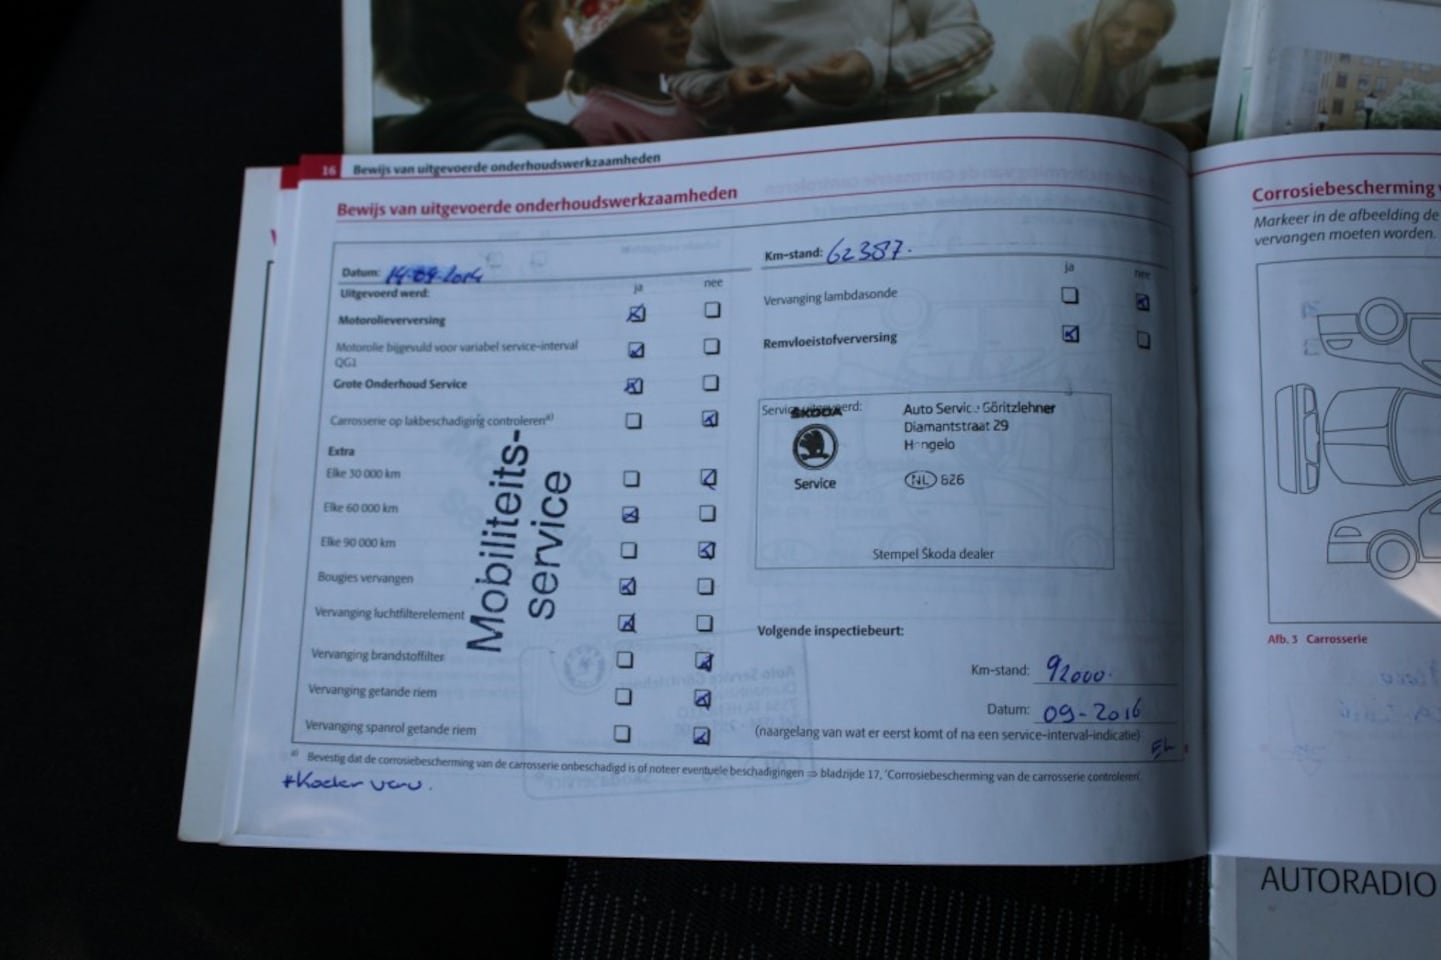 16 Bewijs van uitgevoerde onderhoudswerkzaamheden
Bewijs van uitgevoerde onderhoudswerkzaamheden
Datum: 14-09-2014
Km-stand: 62387.
Uitgevoerd werd:
ja nee
ja nee
Motorolieverversing
Vervanging lambdasonde
Motorolie bijgevuld voor variabel service-interval
QG1
Remvloeistofverversing
Grote Onderhoud Service
Carrosserie op lakbeschadiging controleren a)
Extra
Elke 30 000 km
Elke 60 000 km
Elke 90 000 km
Bougies vervangen
Vervanging luchtfilterelement
Vervanging brandstoffilter
Vervanging getande riem
Vervanging spanrol getande riem
Mobiliteits-
service
Service uitgevoerd:
ŠKODA
Service
Auto Service Göritzlehner
Diamantstraat 29
Hengelo
NL 626
Stempel Škoda dealer
Volgende inspectiebeurt:
Km-stand: 92000.
Datum: 09-2016
(naargelang van wat er eerst komt of na een service-interval-indicatie)
a) Bevestig dat de corrosiebescherming van de carrosserie onbeschadigd is of noteer eventuele beschadigingen ⇒ bladzijde 17, 'Corrosiebescherming van de carrosserie controleren'.
Corrosiebescherming
Markeer in de afbeelding de
vervangen moeten worden.
Afb. 3 Carrosserie
AUTORADIO